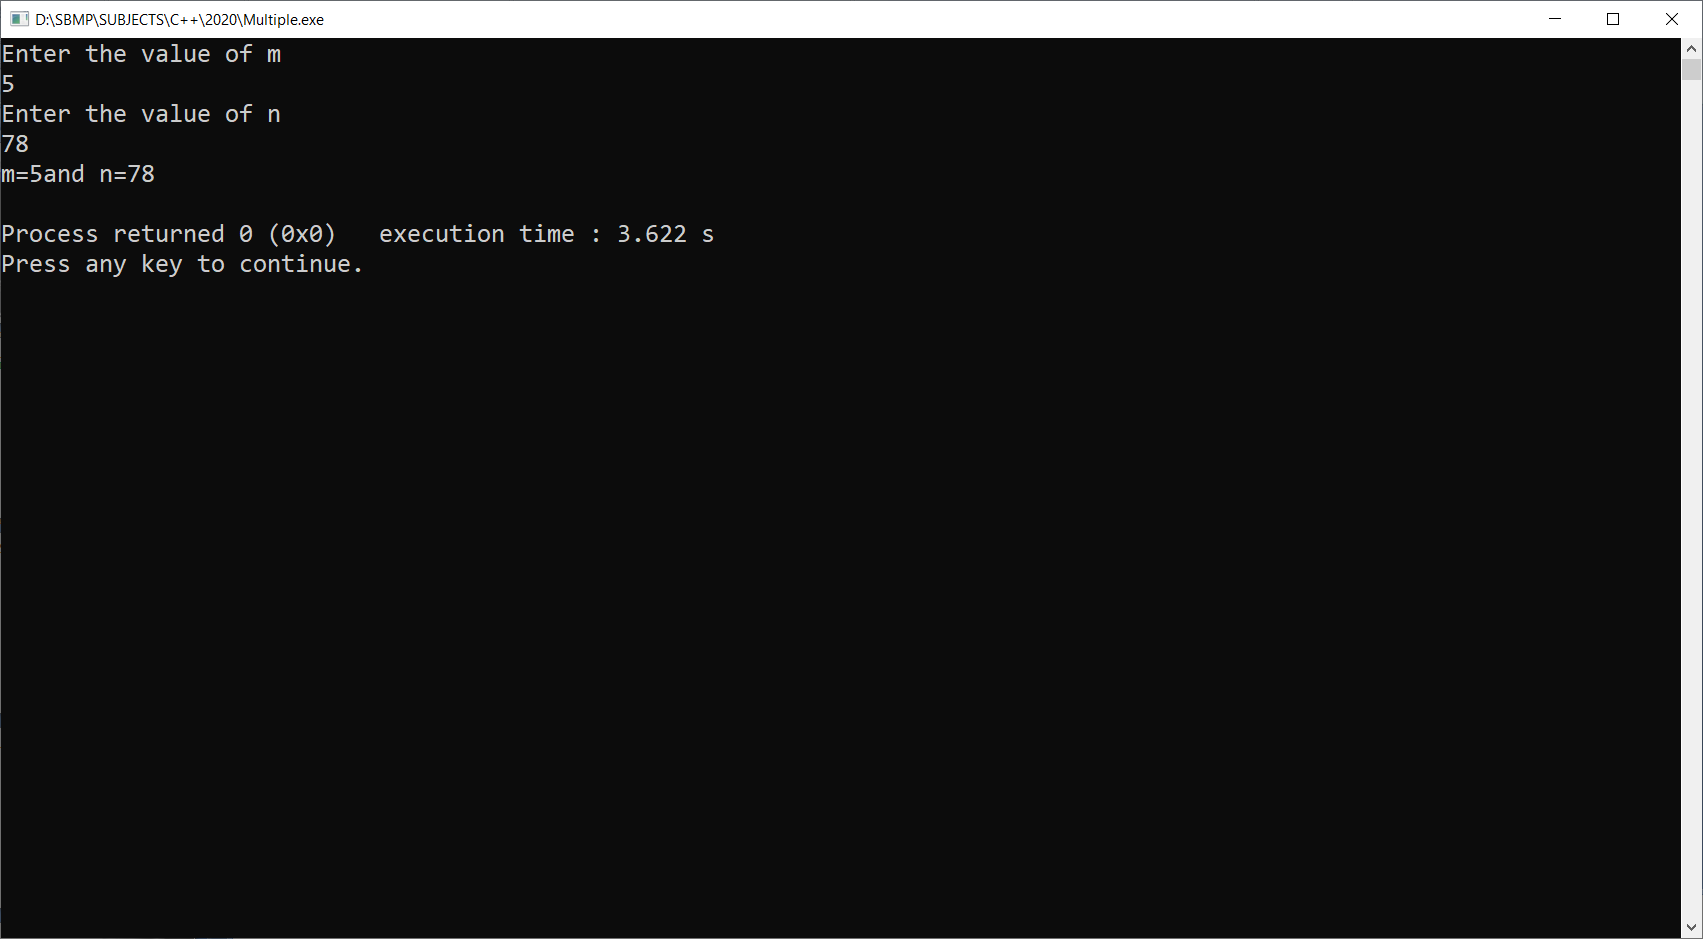 D:\SBMP\SUBJECTS\C++\2020\Multiple.exe
Enter the value of m
5
Enter the value of n
78
m=5and n=78
Process returned 0 (0x0)   execution time : 3.622 s
Press any key to continue.